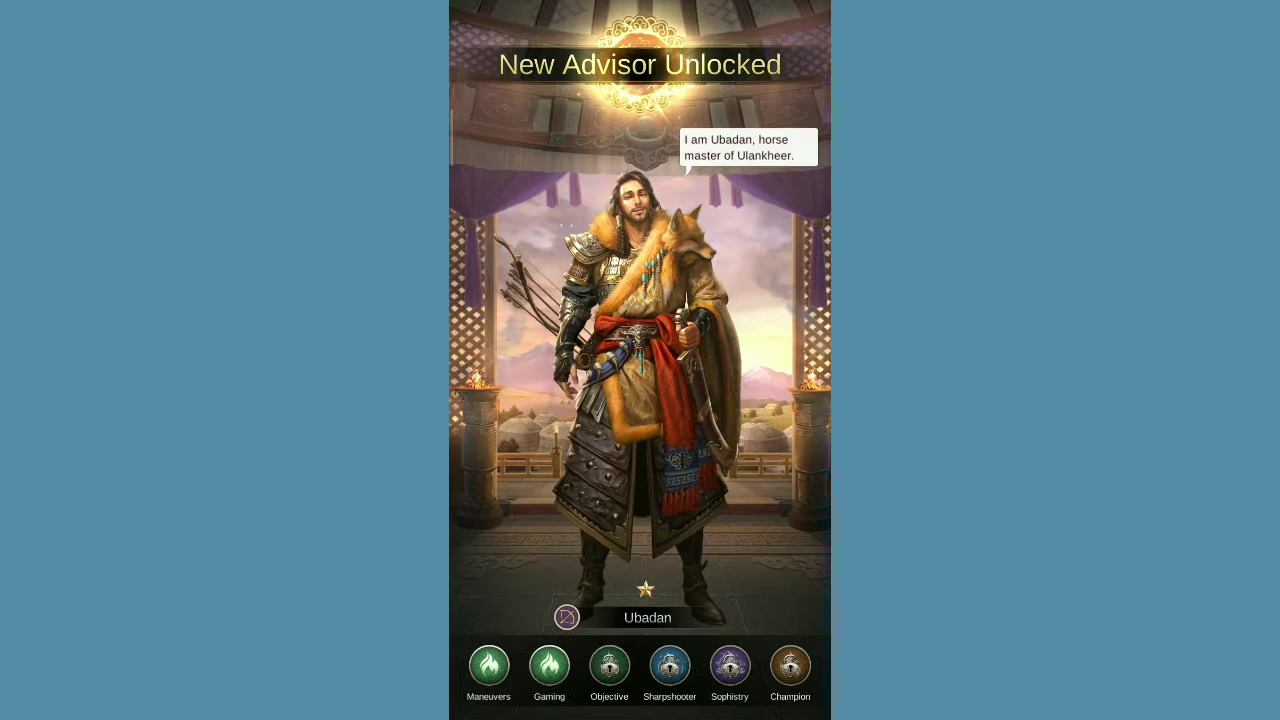 New Advisor Unlocked
I am Ubadan, horse
master of Ulankheer.
Ubadan
Maneuvers
Gaming
Objective
Sharpshooter
Sophistry
Champion